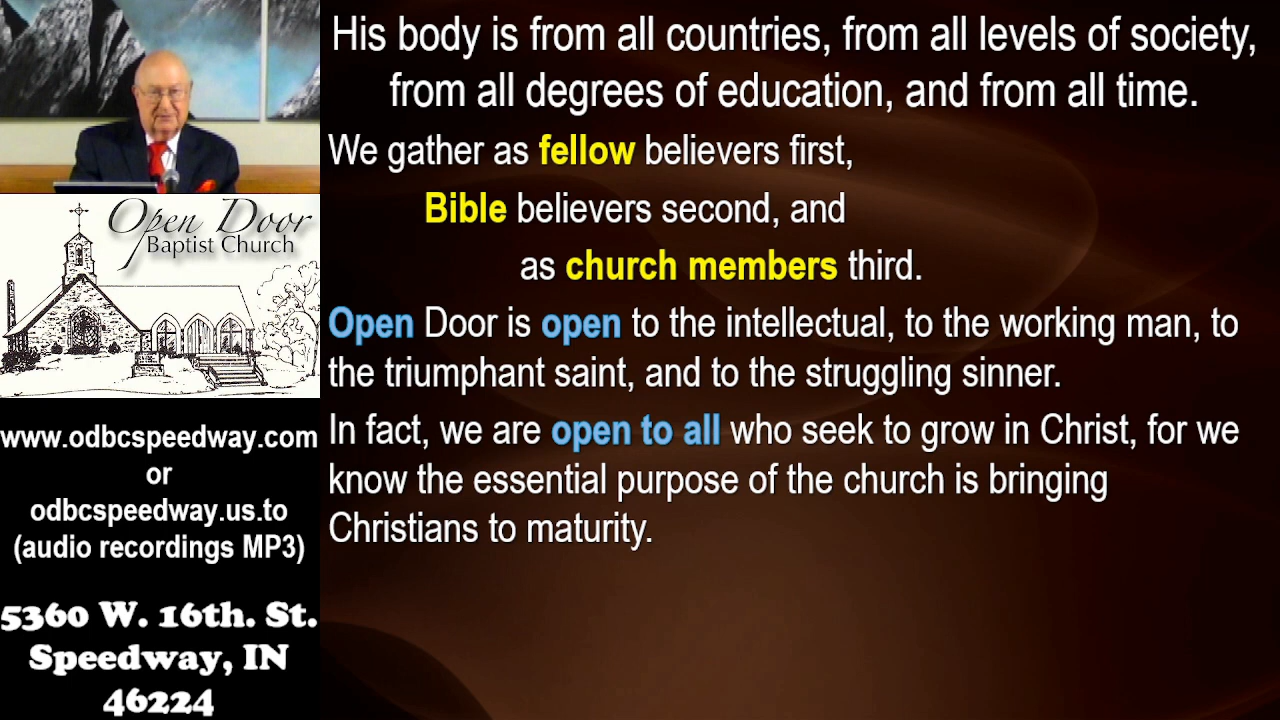 His body is from all countries, from all levels of society,
from all degrees of education, and from all time.
We gather as fellow believers first,
Bible believers second, and
as church members third.
Open Door is open to the intellectual, to the working man, to
the triumphant saint, and to the struggling sinner.
In fact, we are open to all who seek to grow in Christ, for we
know the essential purpose of the church is bringing
Christians to maturity.
Open Door
Baptist Church
www.odbcspeedway.com
or
odbcspeedway.us.to
(audio recordings MP3)
5360 W. 16th. St.
Speedway, IN
46224